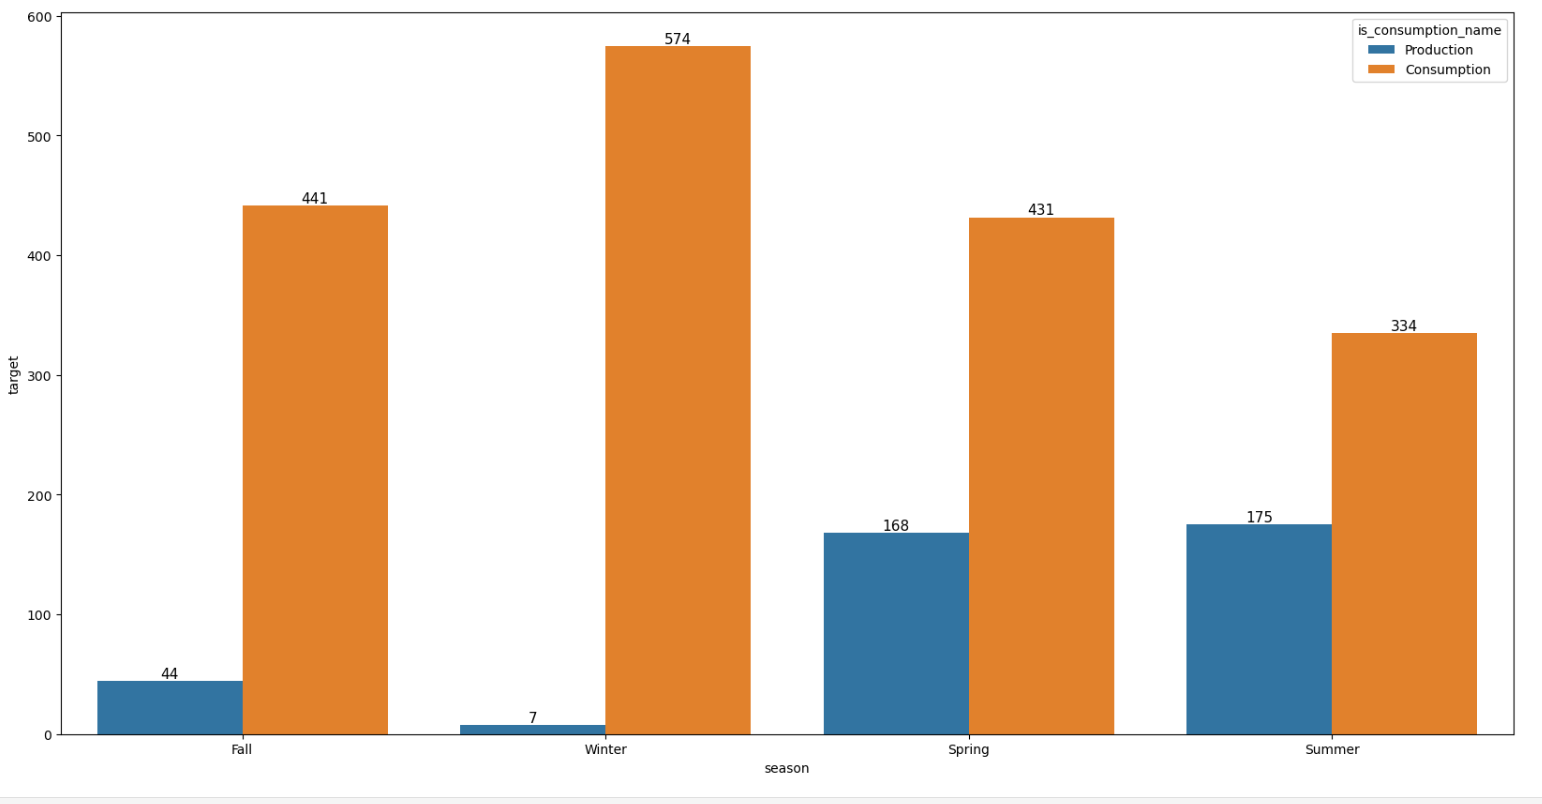 is_consumption_name
Production
Consumption
target
600
500
400
300
200
100
0
44
441
7
574
168
431
175
334
Fall
Winter
Spring
Summer
season